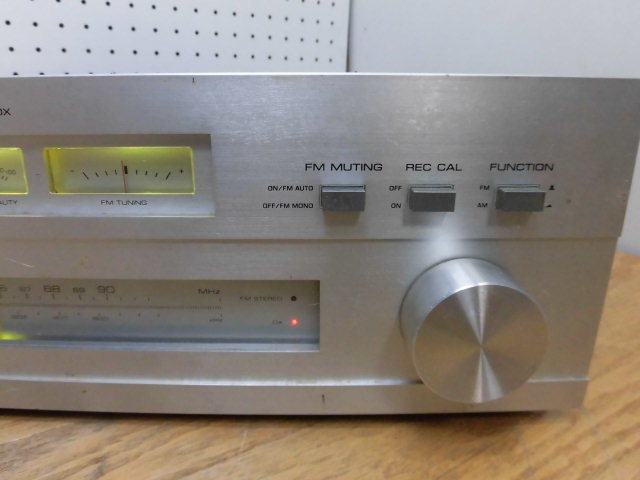 OX
FM MUTING REC CAL FUNCTION
ON/FM AUTO OFF FM
OFF/FM MONO ON AM
FM TUNING
88 89 90 MHz FM STEREO